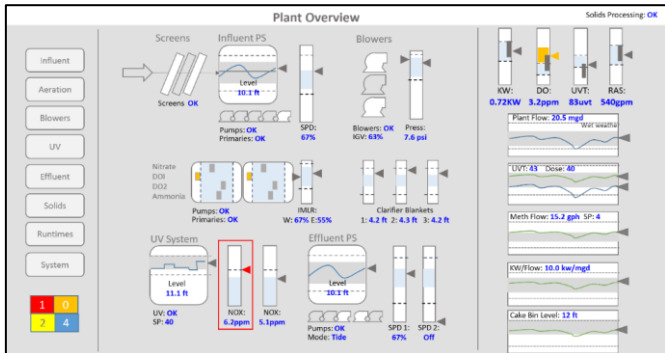 Plant Overview
Solids Processing: OK
Influent
Aeration
Blowers
UV
Effluent
Solids
Runtimes
System
1 0
2 4
Screens
Screens OK
Influent PS
Level
10.1 ft
Pumps: OK
Primaries: OK
SPD:
67%
Blowers
Blowers: OK
IGV: 63%
Press:
7.6 psi
Nitrate
DOI
DO2
Ammonia
Pumps: OK
Primaries: OK
IMLR:
W: 67% E:55%
Clarifier Blankets
1: 4.2 ft 2: 4.3 ft 3: 4.2 ft
UV System
Level
11.1 ft
UV: OK
SP: 40
NOX:
6.2ppm
NOX:
5.1ppm
Effluent PS
Level
10.1 ft
Pumps: OK
Mode: Tide
SPD 1:
67%
SPD 2:
Off
KW:
0.72KW
DO:
3.2ppm
UVT:
83uvt
RAS:
540gpm
Plant Flow: 20.5 mgd
Wet weathe
UVT: 43 Dose: 40
Meth Flow: 15.2 gph SP: 4
KW/Flow: 10.0 kw/mgd
Cake Bin Level: 12 ft